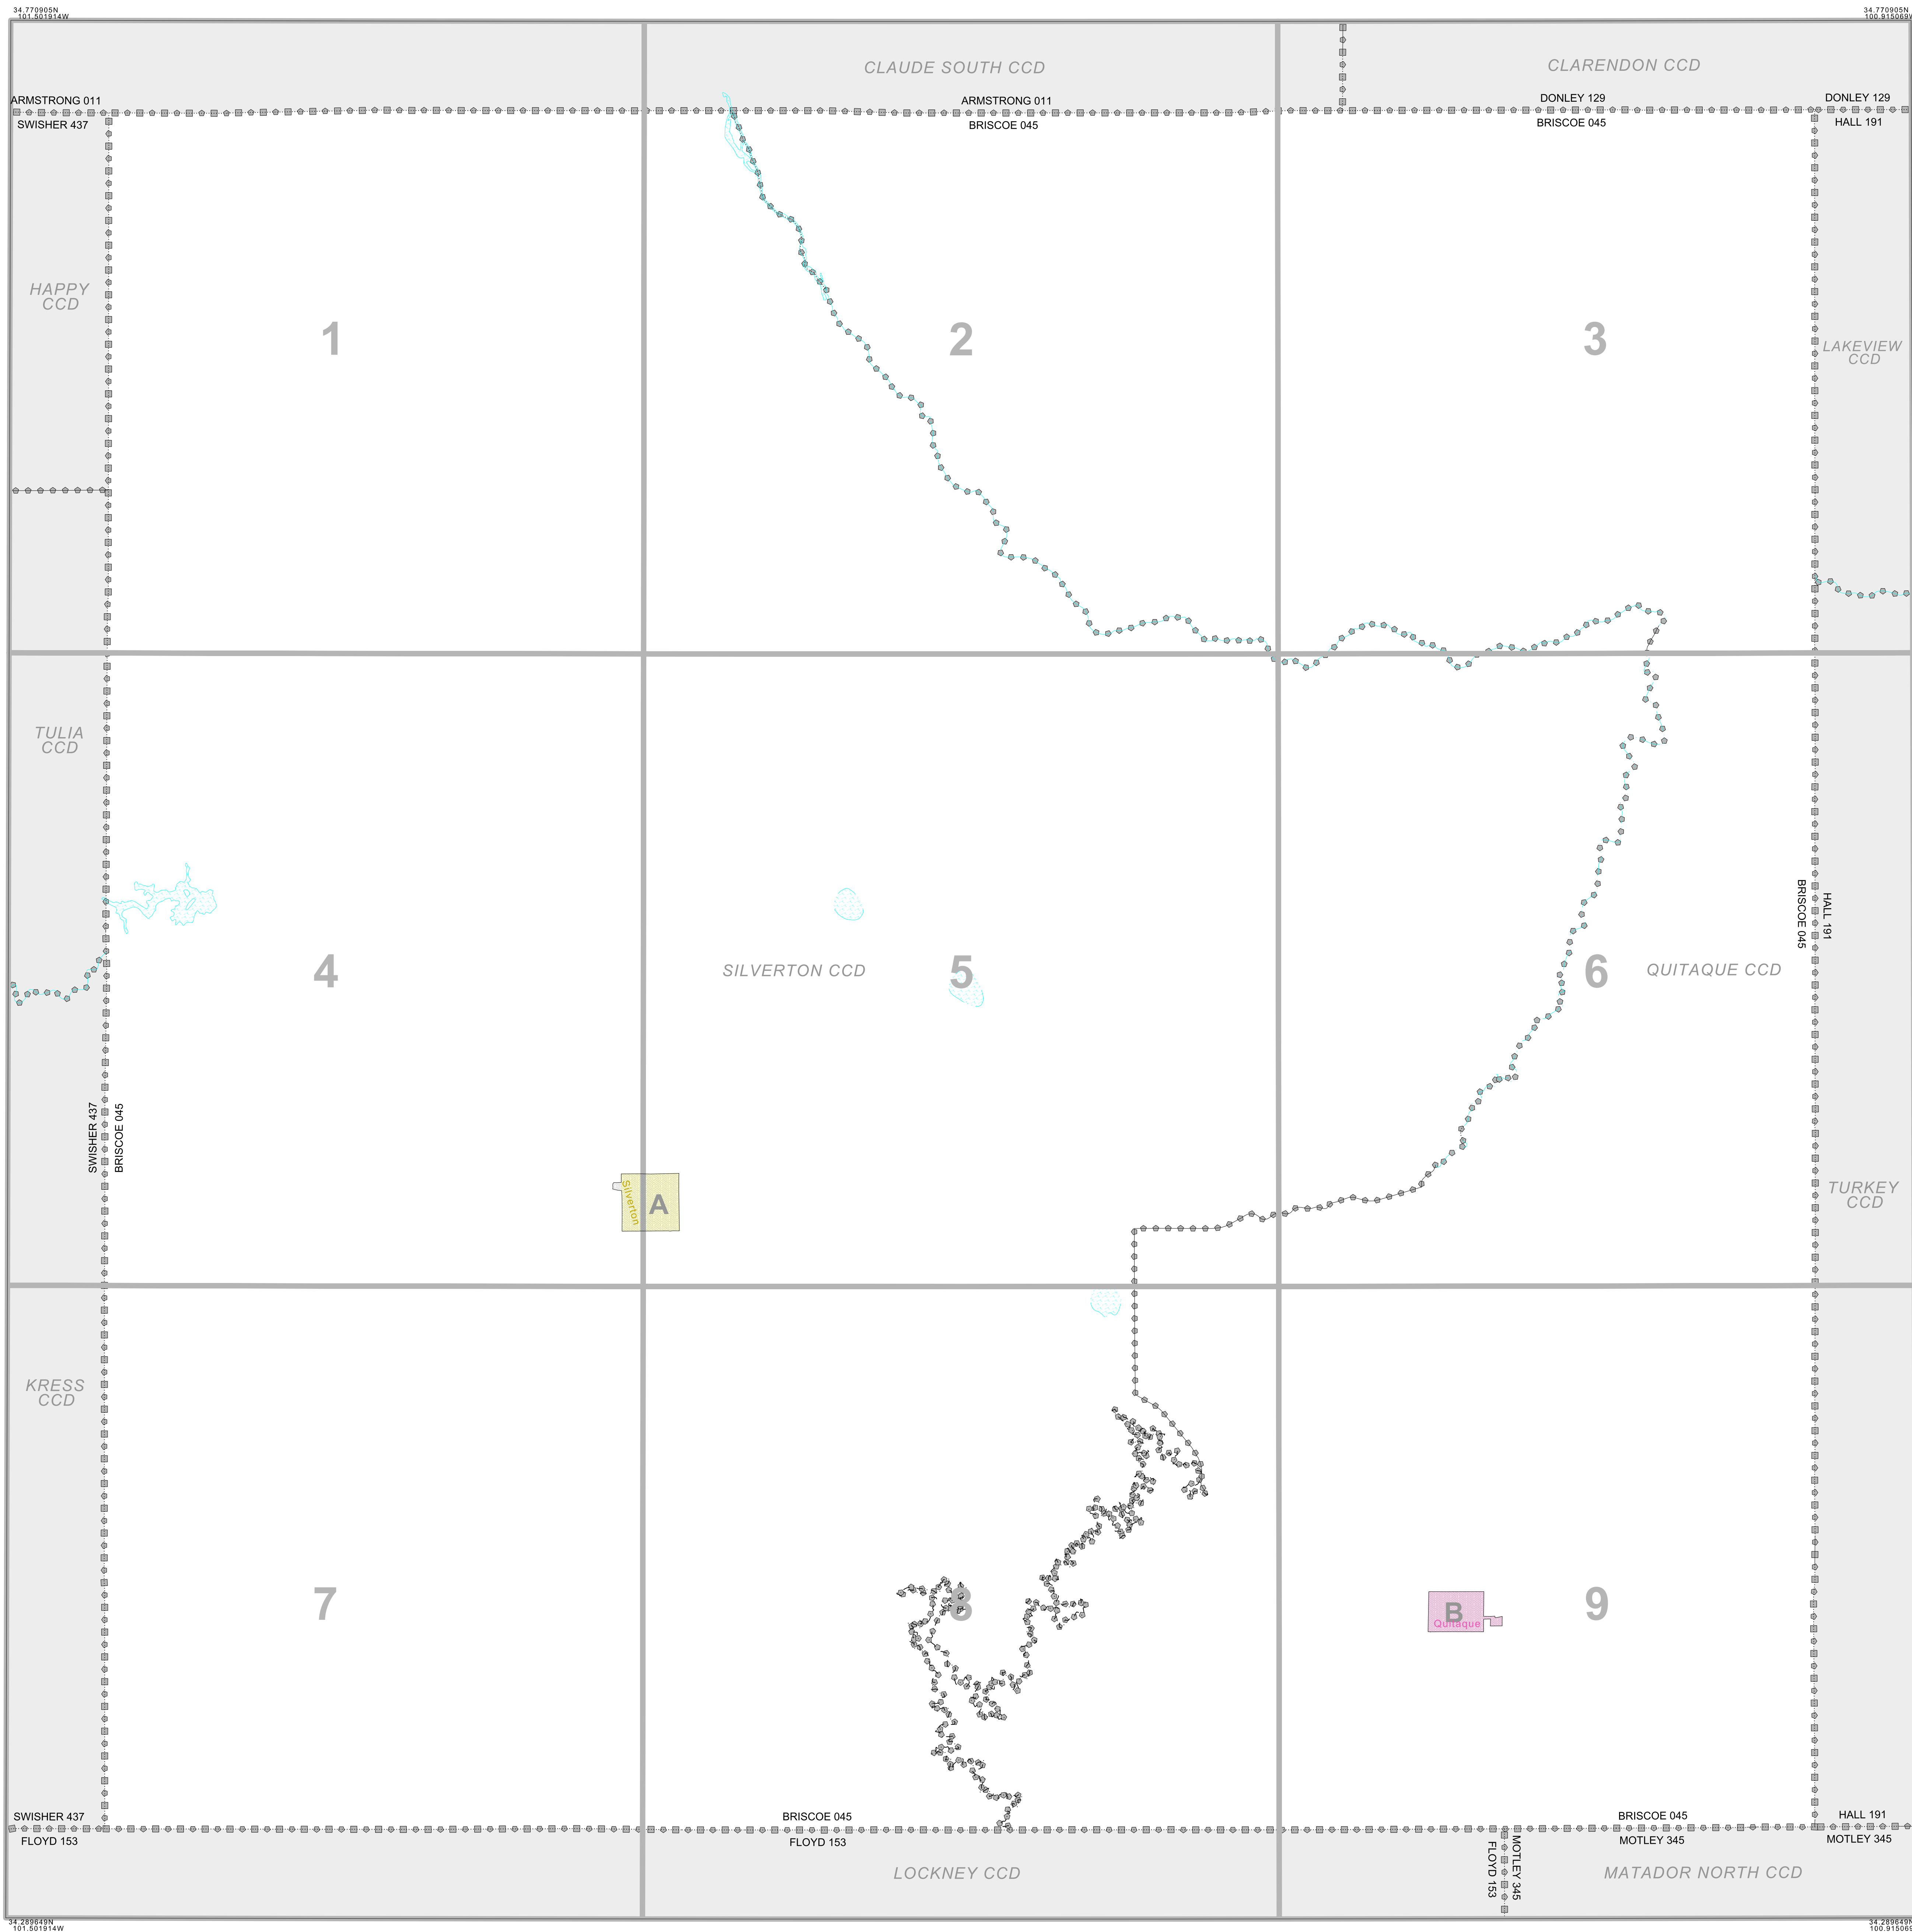 34.770905N
101.501914W
34.770905N
100.915069W
CLAUDE SOUTH CCD
CLARENDON CCD
ARMSTRONG 011
ARMSTRONG 011
DONLEY 129
DONLEY 129
SWISHER 437
BRISCOE 045
BRISCOE 045
HALL 191
HAPPY
CCD
1
2
3
LAKEVIEW
CCD
TULIA
CCD
BRISCOE 045
HALL 191
4
SILVERTON CCD
5
6
QUITAQUE CCD
SWISHER 437
BRISCOE 045
Silverton
A
TURKEY
CCD
KRESS
CCD
7
8
B
Quitaque
9
SWISHER 437
BRISCOE 045
BRISCOE 045
HALL 191
FLOYD 153
FLOYD 153
MOTLEY 345
MOTLEY 345
FLOYD 153
MOTLEY 345
LOCKNEY CCD
MATADOR NORTH CCD
34.289649N
101.501914W
34.289649N
100.915069